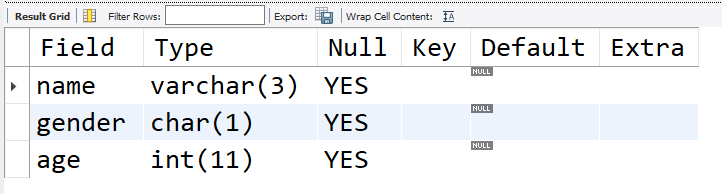 Result Grid Filter Rows: Export: Wrap Cell Content: IA
Field Type Null Key Default Extra
name varchar(3) YES NULL
gender char(1) YES NULL
age int(11) YES NULL